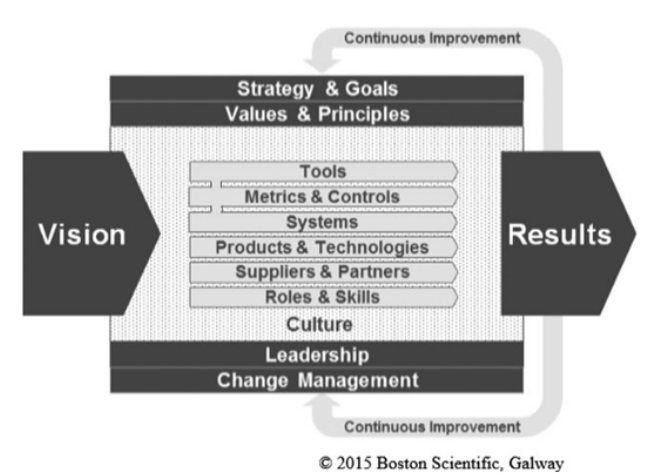 Continuous Improvement
Strategy & Goals
Values & Principles
Tools
Metrics & Controls
Systems
Vision
Results
Products & Technologies
Suppliers & Partners
Roles & Skills
Culture
Leadership
Change Management
Continuous Improvement
© 2015 Boston Scientific, Galway